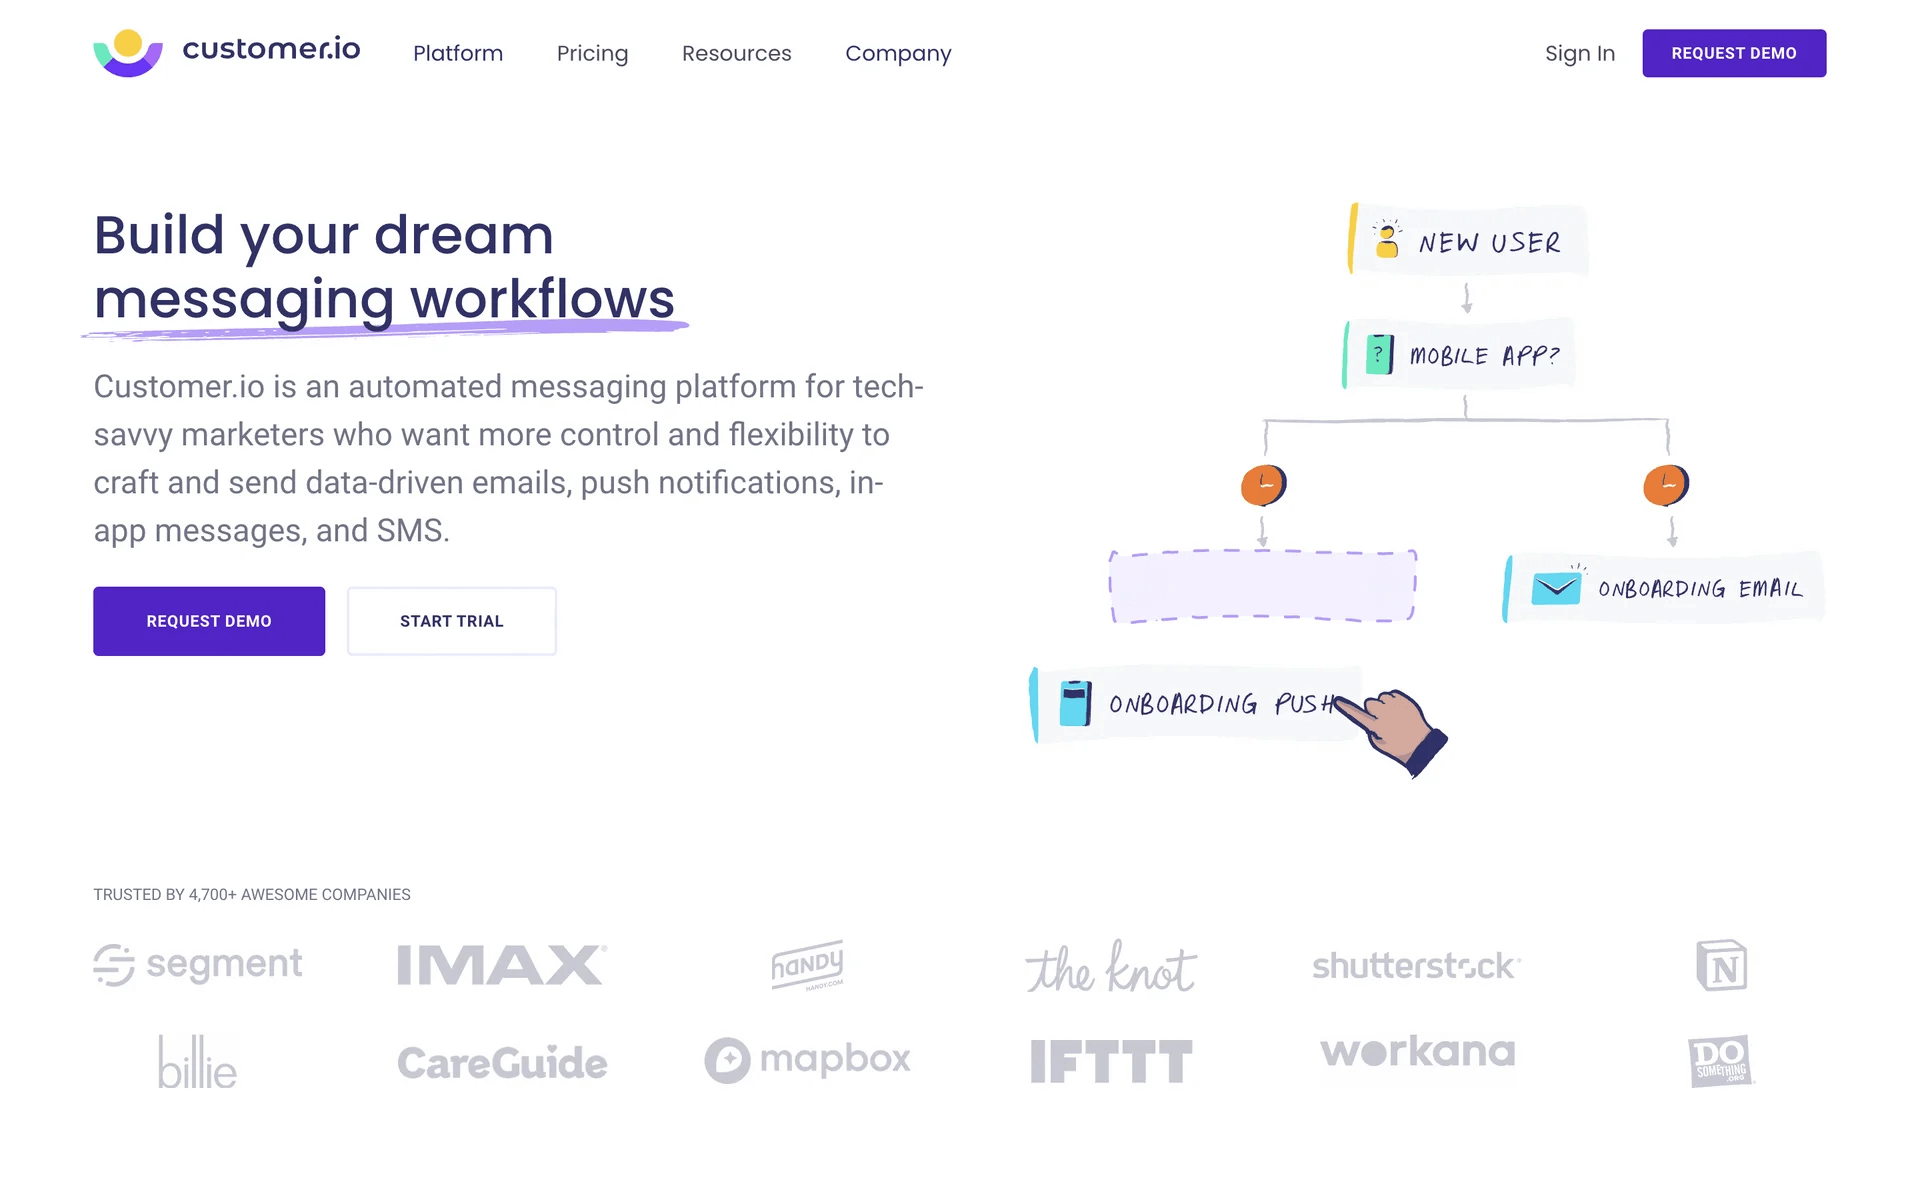 customer.io
Platform
Pricing
Resources
Company
Sign In
REQUEST DEMO
Build your dream
messaging workflows
Customer.io is an automated messaging platform for tech-
savvy marketers who want more control and flexibility to
craft and send data-driven emails, push notifications, in-
app messages, and SMS.
REQUEST DEMO
START TRIAL
NEW USER
?
MOBILE APP?
ONBOARDING EMAIL
ONBOARDING PUSH
TRUSTED BY 4,700+ AWESOME COMPANIES
segment
IMAX®
HANDY
HANDY.COM
the knot
shutterstock
N
billie
CareGuide
mapbox
IFTTT
workana
DO
SOMETHING
.ORG